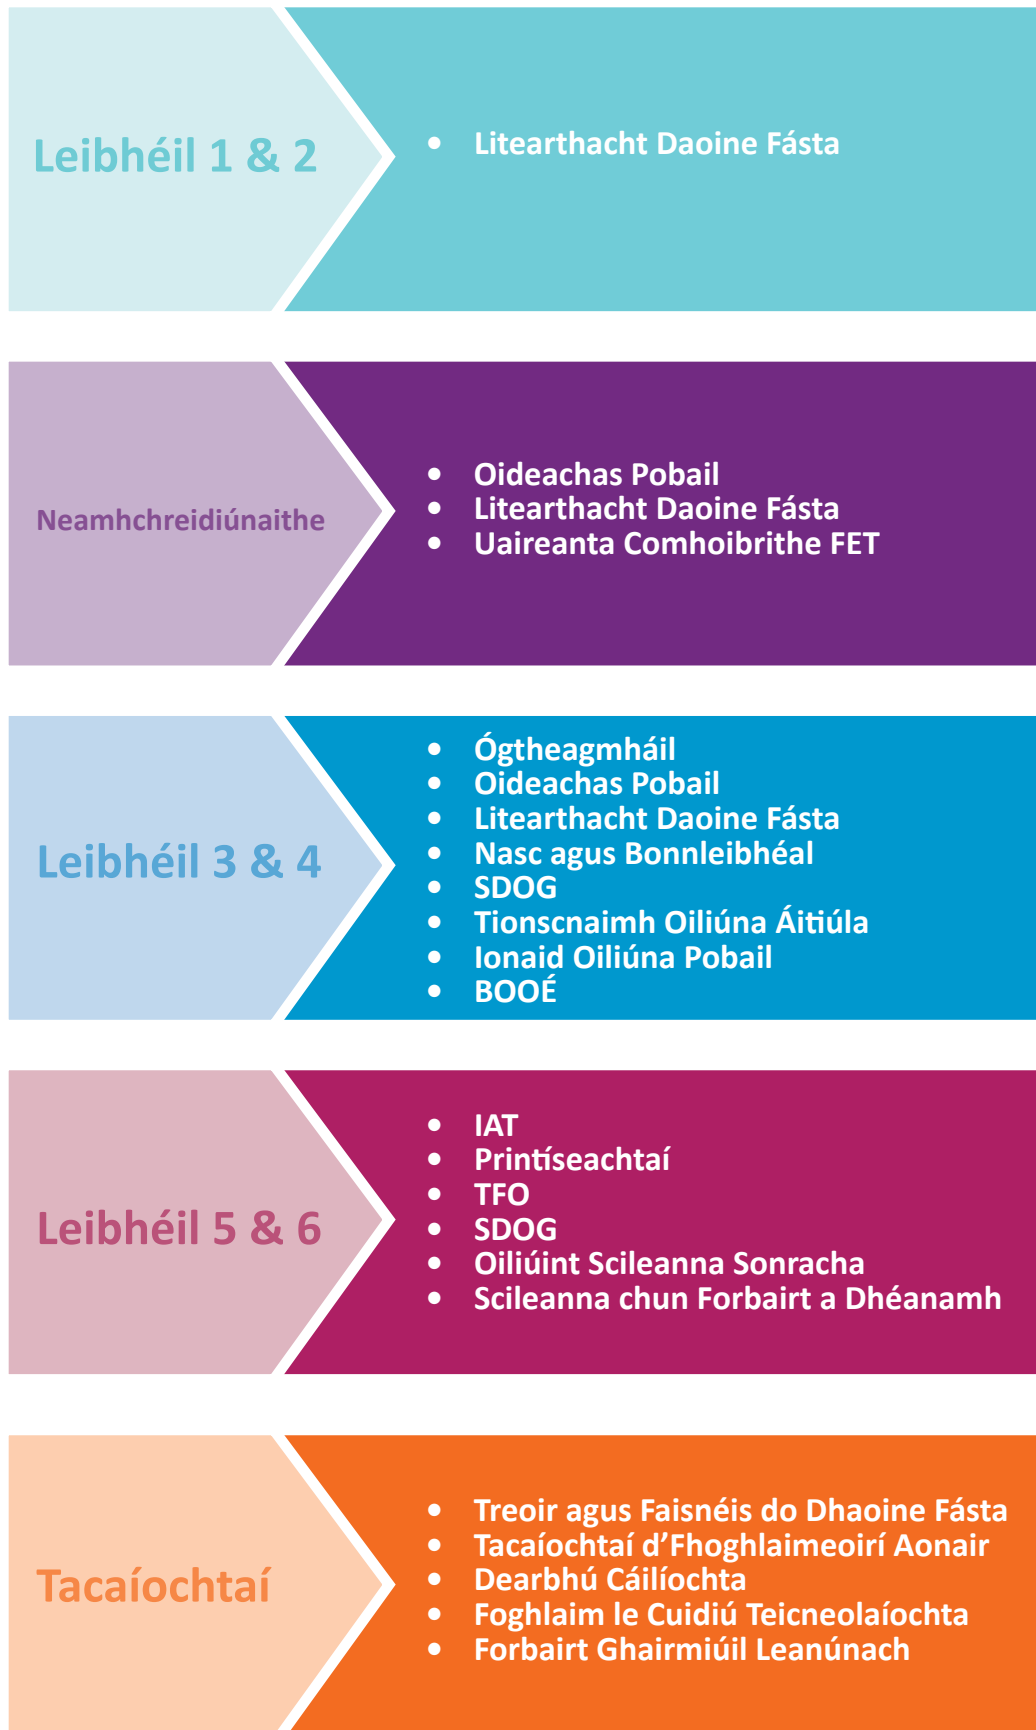 Leibhéil 1 & 2
• Litearthacht Daoine Fásta
Neamhchreidiúnaithe
• Oideachas Pobail
• Litearthacht Daoine Fásta
• Uaireanta Comhoibrithe FET
Leibhéil 3 & 4
• Ógtheagmháil
• Oideachas Pobail
• Litearthacht Daoine Fásta
• Nasc agus Bonnleibhéal
• SDOG
• Tionscnaimh Oiliúna Áitiúla
• Ionaid Oiliúna Pobail
• BOOÉ
Leibhéil 5 & 6
• IAT
• Printíseachtaí
• TFO
• SDOG
• Oiliúint Scileanna Sonracha
• Scileanna chun Forbairt a Dhéanamh
Tacaíochtaí
• Treoir agus Faisnéis do Dhaoine Fásta
• Tacaíochtaí d’Fhoghlaimeoirí Aonair
• Dearbhú Cáilíochta
• Foghlaim le Cuidiú Teicneolaíochta
• Forbairt Ghairmiúil Leanúnach